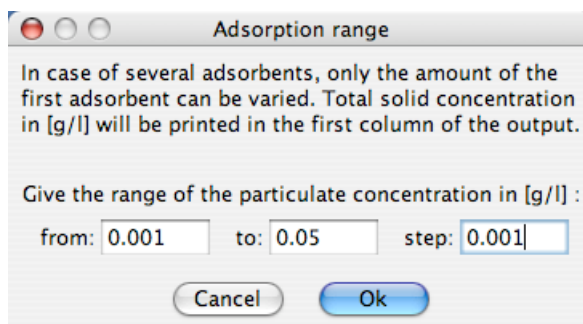 Adsorption range
In case of several adsorbents, only the amount of the
first adsorbent can be varied. Total solid concentration
in [g/l] will be printed in the first column of the output.
Give the range of the particulate concentration in [g/l] :
from: 0.001 to: 0.05 step: 0.001
Cancel Ok